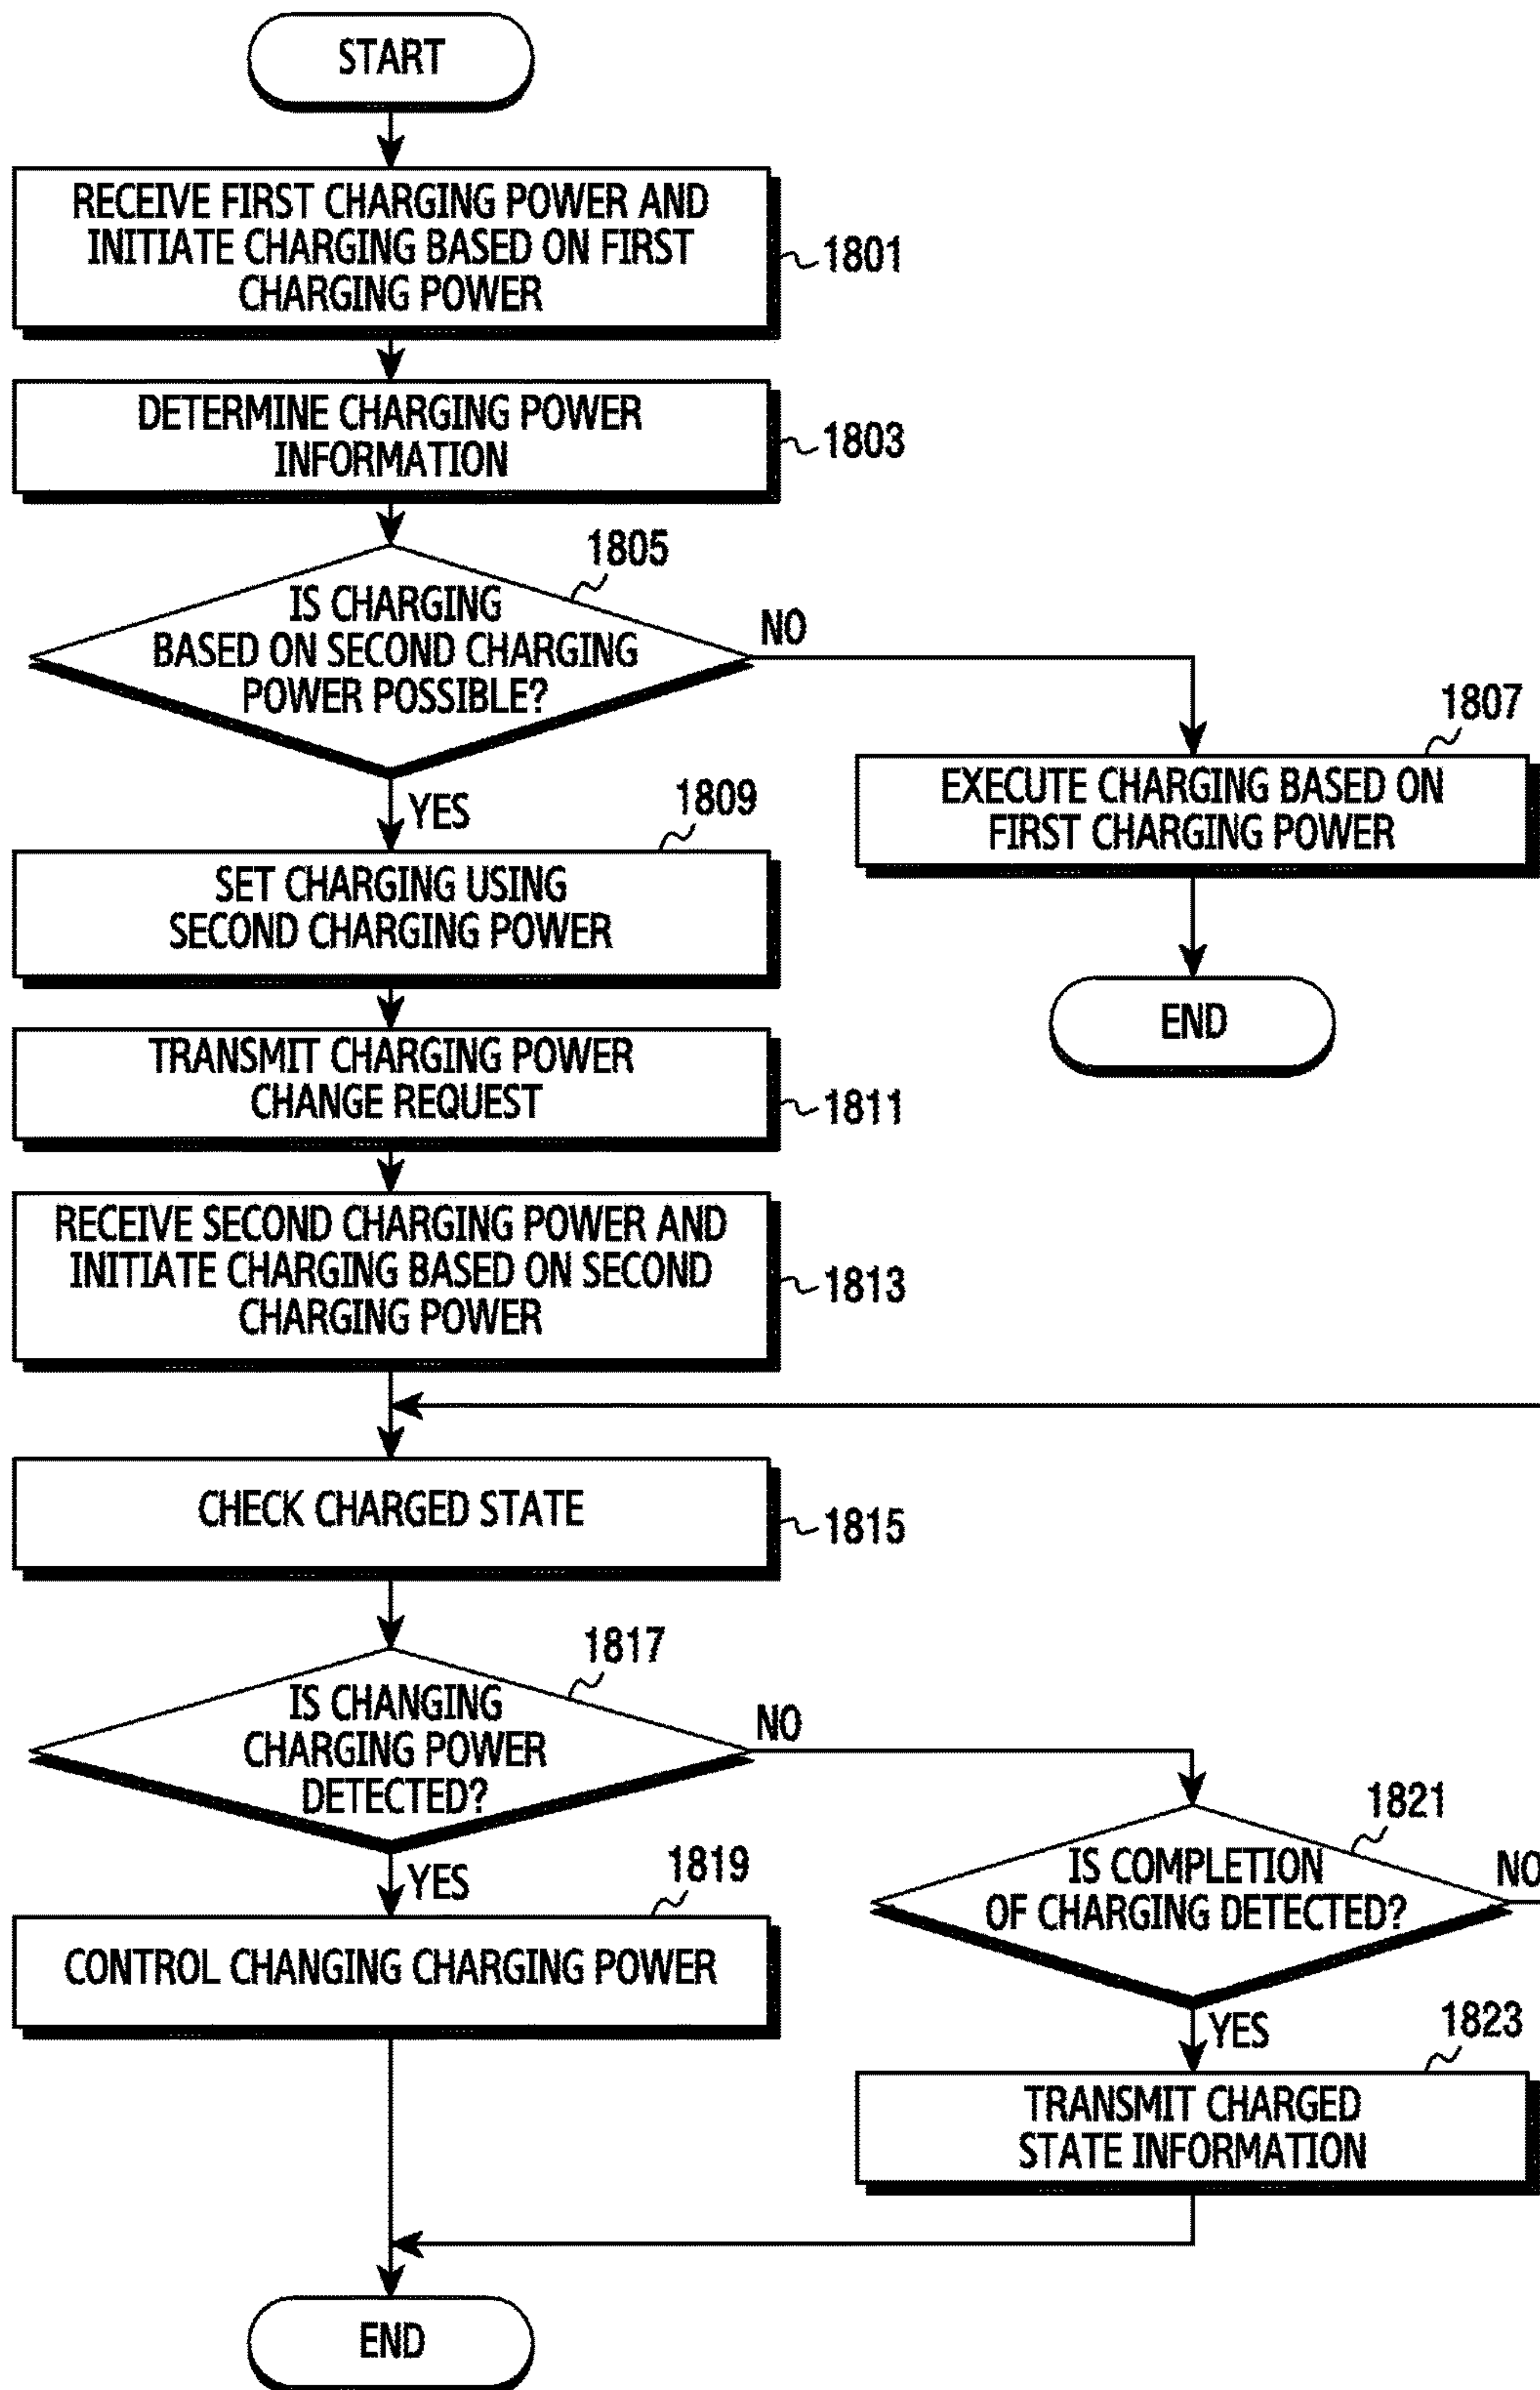 START
RECEIVE FIRST CHARGING POWER AND
INITIATE CHARGING BASED ON FIRST
CHARGING POWER
1801
DETERMINE CHARGING POWER
INFORMATION
1803
1805
IS CHARGING
BASED ON SECOND CHARGING
POWER POSSIBLE?
NO
1807
EXECUTE CHARGING BASED ON
FIRST CHARGING POWER
END
YES
1809
SET CHARGING USING
SECOND CHARGING POWER
TRANSMIT CHARGING POWER
CHANGE REQUEST
1811
RECEIVE SECOND CHARGING POWER AND
INITIATE CHARGING BASED ON SECOND
CHARGING POWER
1813
CHECK CHARGED STATE
1815
1817
IS CHANGING
CHARGING POWER
DETECTED?
NO
1821
IS COMPLETION
OF CHARGING DETECTED?
NO
YES
1819
CONTROL CHANGING CHARGING POWER
YES
1823
TRANSMIT CHARGED
STATE INFORMATION
END